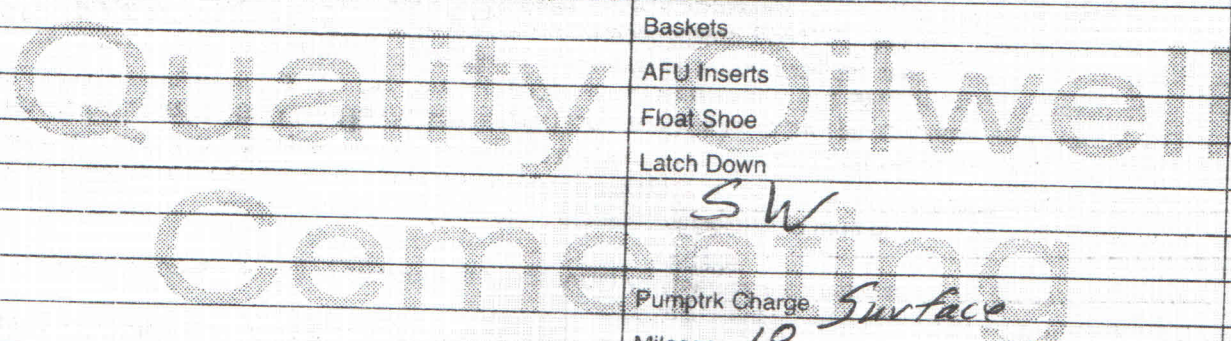 Baskets
AFU Inserts
Float Shoe
Latch Down
SW
Pumptrk Charge Surface
Quality Oilwell
Cementing